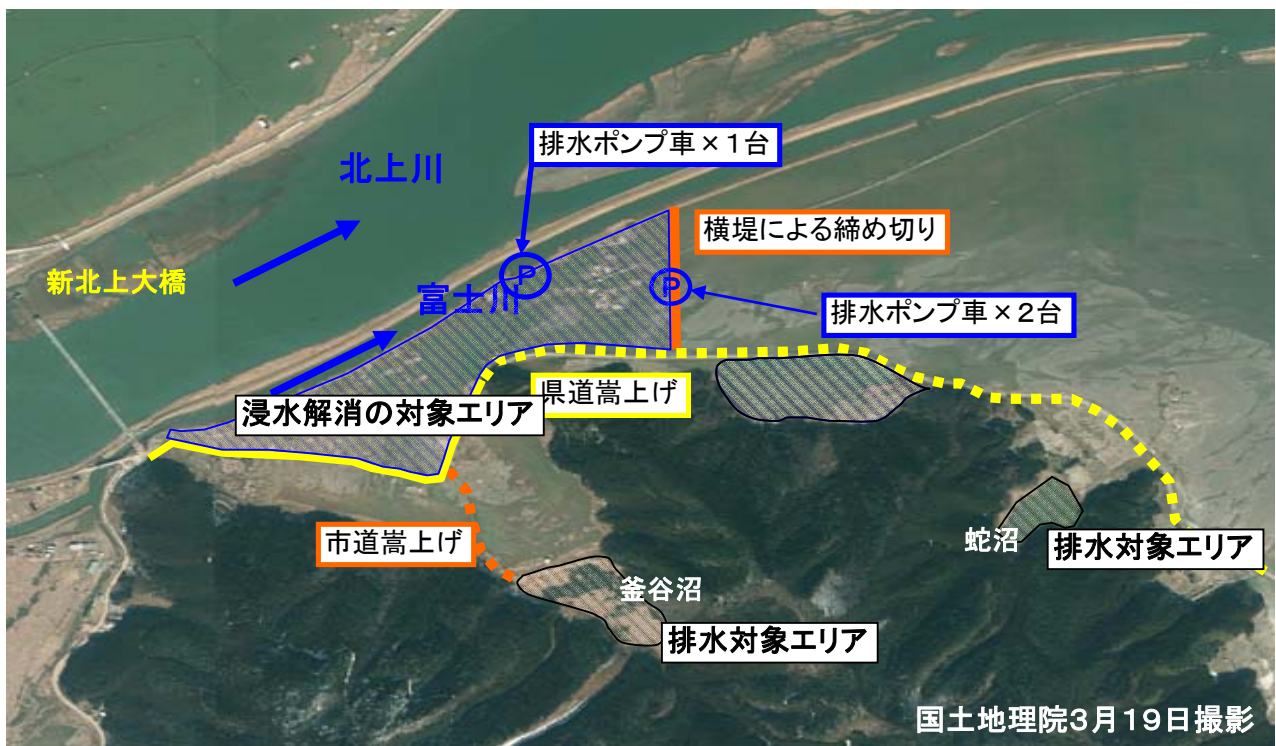 排水ポンプ車×1台
北上川
横堤による締め切り
新北上大橋
P
富士川
P
排水ポンプ車×2台
県道嵩上げ
浸水解消の対象エリア
市道嵩上げ
蛇沼
排水対象エリア
釜谷沼
排水対象エリア
国土地理院3月19日撮影